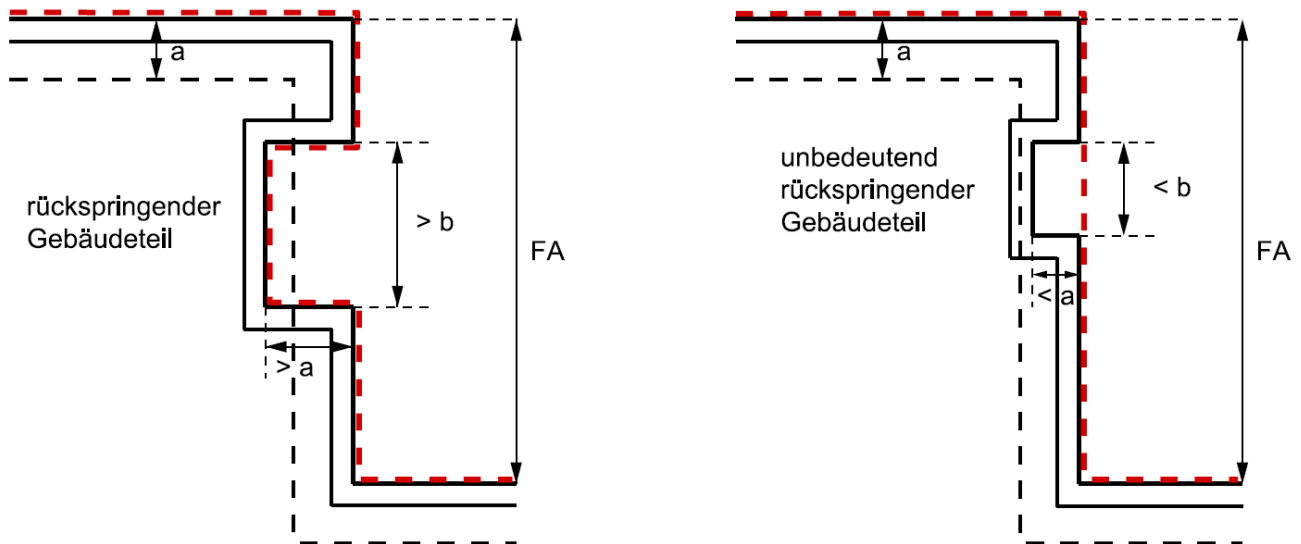 a
rückspringender
Gebäudeteil
> b
FA
> a
a
unbedeutend
rückspringender
Gebäudeteil
< b
FA
< a